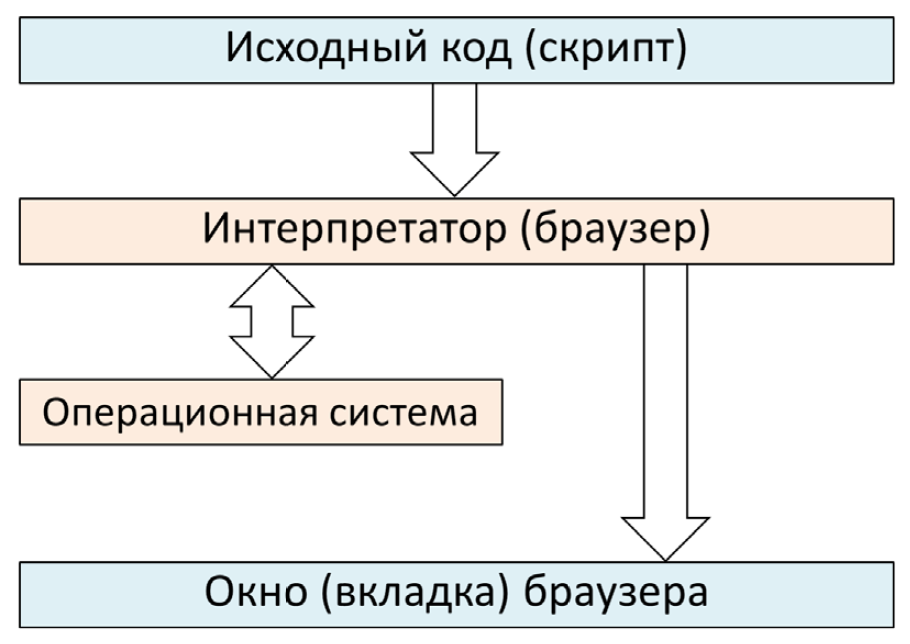 Исходный код (скрипт)
Интерпретатор (браузер)
Операционная система
Окно (вкладка) браузера